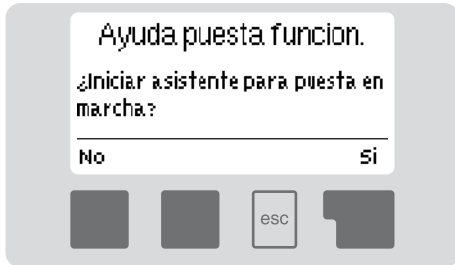 Ayuda puesta funcion.
¿Iniciar asistente para puesta en
marcha?
No Si
esc